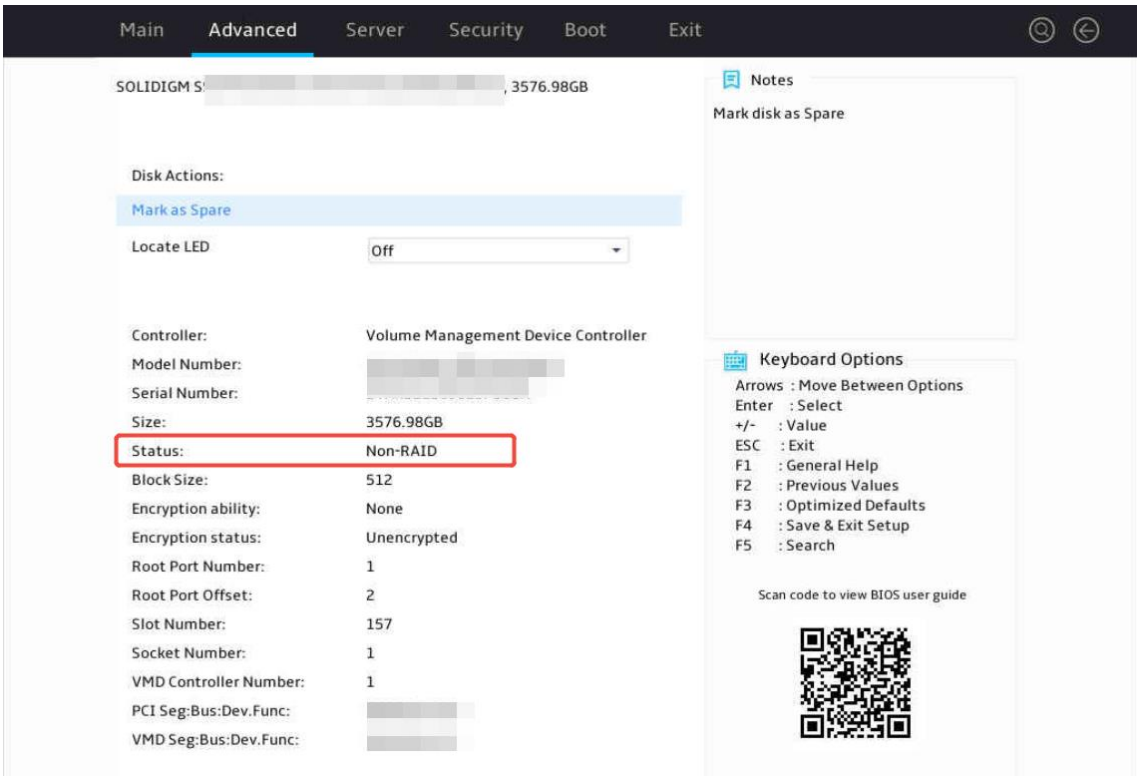 Main Advanced Server Security Boot Exit
SOLIDIGM S , 3576.98GB
Disk Actions:
Mark as Spare
Locate LED Off
Controller: Volume Management Device Controller
Model Number:
Serial Number:
Size: 3576.98GB
Status: Non-RAID
Block Size: 512
Encryption ability: None
Encryption status: Unencrypted
Root Port Number: 1
Root Port Offset: 2
Slot Number: 157
Socket Number: 1
VMD Controller Number: 1
PCI Seg:Bus:Dev.Func:
VMD Seg:Bus:Dev.Func:
Notes
Mark disk as Spare
Keyboard Options
Arrows : Move Between Options
Enter : Select
+/- : Value
ESC : Exit
F1 : General Help
F2 : Previous Values
F3 : Optimized Defaults
F4 : Save & Exit Setup
F5 : Search
Scan code to view BIOS user guide